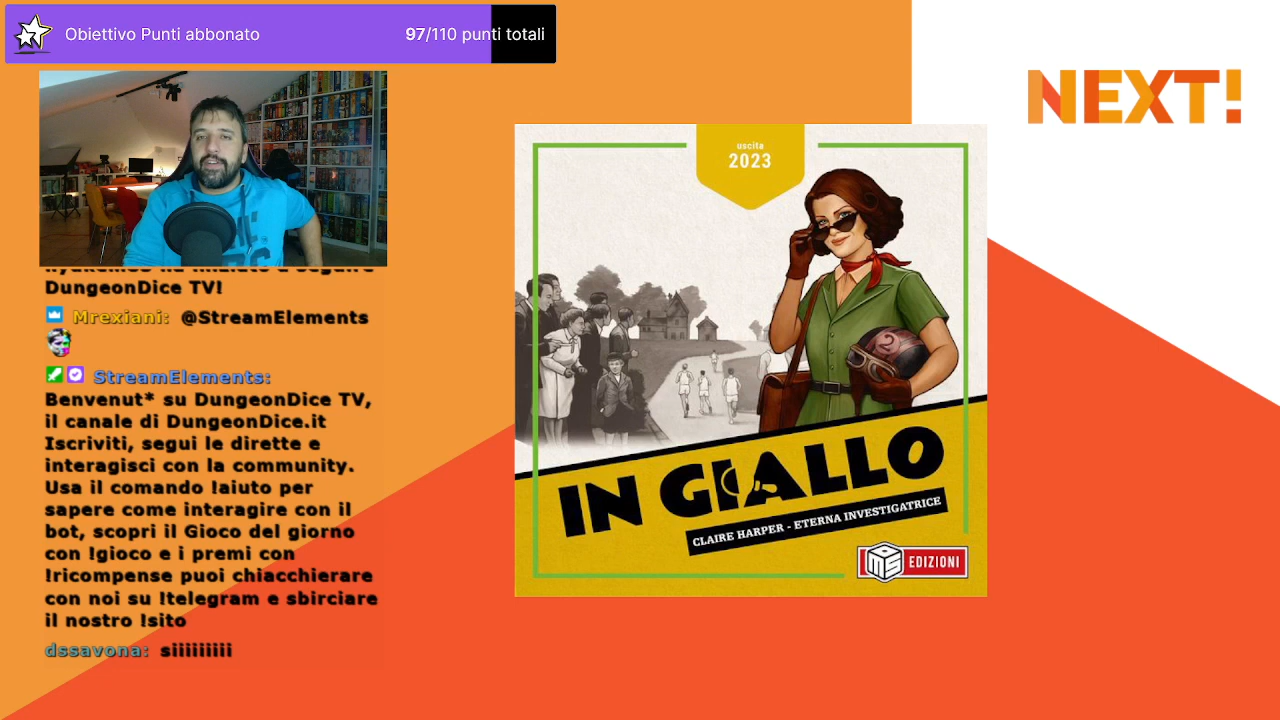 Obiettivo Punti abbonato
97/110 punti totali
NEXT!
uscita
2023
IN GIALLO
CLAIRE HARPER - ETERNA INVESTIGATRICE
MS EDIZIONI
DungeonDice TV!
Mrexiani: @StreamElements
StreamElements:
Benvenut* su DungeonDice TV,
il canale di DungeonDice.it
Iscriviti, segui le dirette e
interagisci con la community.
Usa il comando !aiuto per
sapere come interagire con il
bot, scopri il Gioco del giorno
con !gioco e i premi con
!ricompense puoi chiacchierare
con noi su !telegram e sbirciare
il nostro !sito
dssavona: siiiiiiiii